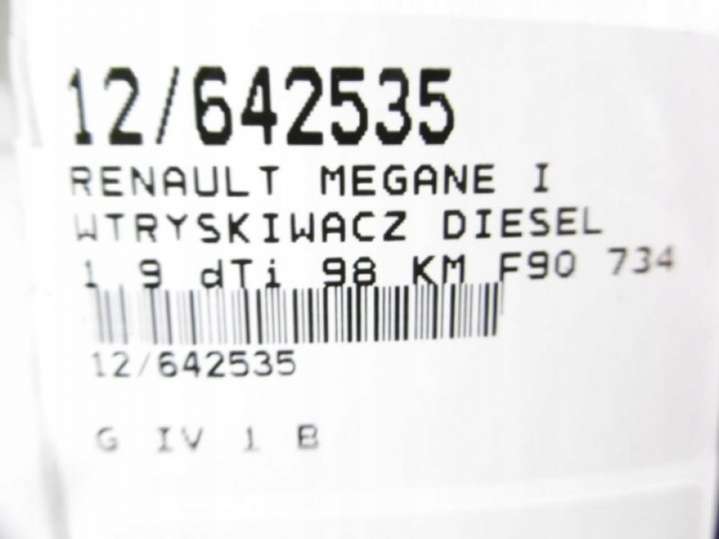 12/642535
RENAULT MEGANE I
WTRYSKIWACZ DIESEL
1 9 dTi 98 KM F90 734
12/642535
G IV 1 B